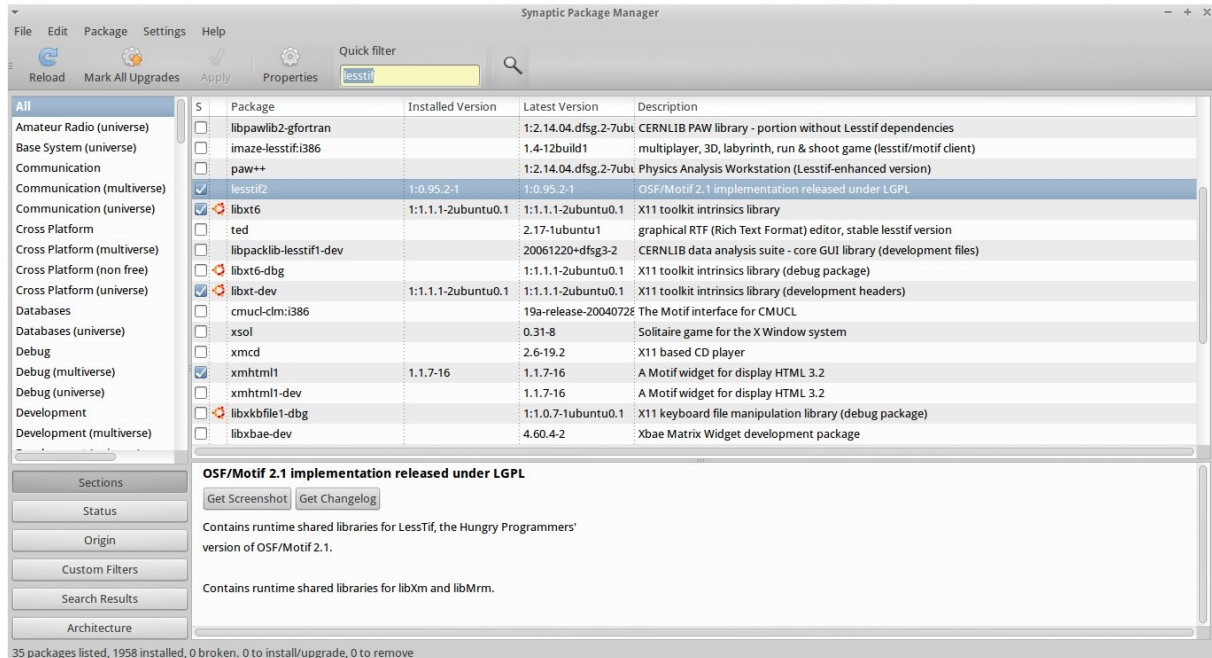 Synaptic Package Manager
File Edit Package Settings Help
Reload Mark All Upgrades Apply Properties
Quick filter
lesstif
All
Amateur Radio (universe)
Base System (universe)
Communication
Communication (multiverse)
Communication (universe)
Cross Platform
Cross Platform (multiverse)
Cross Platform (non free)
Cross Platform (universe)
Databases
Databases (universe)
Debug
Debug (multiverse)
Debug (universe)
Development
Development (multiverse)
S Package Installed Version Latest Version Description
libpawlib2-gfortran 1:2.14.04.dfsg.2-7ubu CERNLIB PAW library - portion without Lesstif dependencies
imaze-lesstif:i386 1.4-12build1 multiplayer, 3D, labyrinth, run & shoot game (lesstif/motif client)
paw++ 1:2.14.04.dfsg.2-7ubu Physics Analysis Workstation (Lesstif-enhanced version)
lesstif2 1:0.95.2-1 1:0.95.2-1 OSF/Motif 2.1 implementation released under LGPL
libxt6 1:1.1.1-2ubuntu0.1 1:1.1.1-2ubuntu0.1 X11 toolkit intrinsics library
ted 2.17-1ubuntu1 graphical RTF (Rich Text Format) editor, stable lesstif version
libpacklib-lesstif1-dev 20061220+dfsg3-2 CERNLIB data analysis suite - core GUI library (development files)
libxt6-dbg 1:1.1.1-2ubuntu0.1 X11 toolkit intrinsics library (debug package)
libxt-dev 1:1.1.1-2ubuntu0.1 1:1.1.1-2ubuntu0.1 X11 toolkit intrinsics library (development headers)
cmucl-clm:i386 19a-release-20040728 The Motif interface for CMUCL
xsol 0.31-8 Solitaire game for the X Window system
xmcd 2.6-19.2 X11 based CD player
xmhtml1 1.1.7-16 1.1.7-16 A Motif widget for display HTML 3.2
xmhtml1-dev 1.1.7-16 A Motif widget for display HTML 3.2
libxkbfile1-dbg 1:1.0.7-1ubuntu0.1 X11 keyboard file manipulation library (debug package)
libxbae-dev 4.60.4-2 Xbae Matrix Widget development package
Sections
Status
Origin
Custom Filters
Search Results
Architecture
OSF/Motif 2.1 implementation released under LGPL
Get Screenshot Get Changelog
Contains runtime shared libraries for LessTif, the Hungry Programmers'
version of OSF/Motif 2.1.
Contains runtime shared libraries for libXm and libMrm.
35 packages listed, 1958 installed, 0 broken. 0 to install/upgrade, 0 to remove